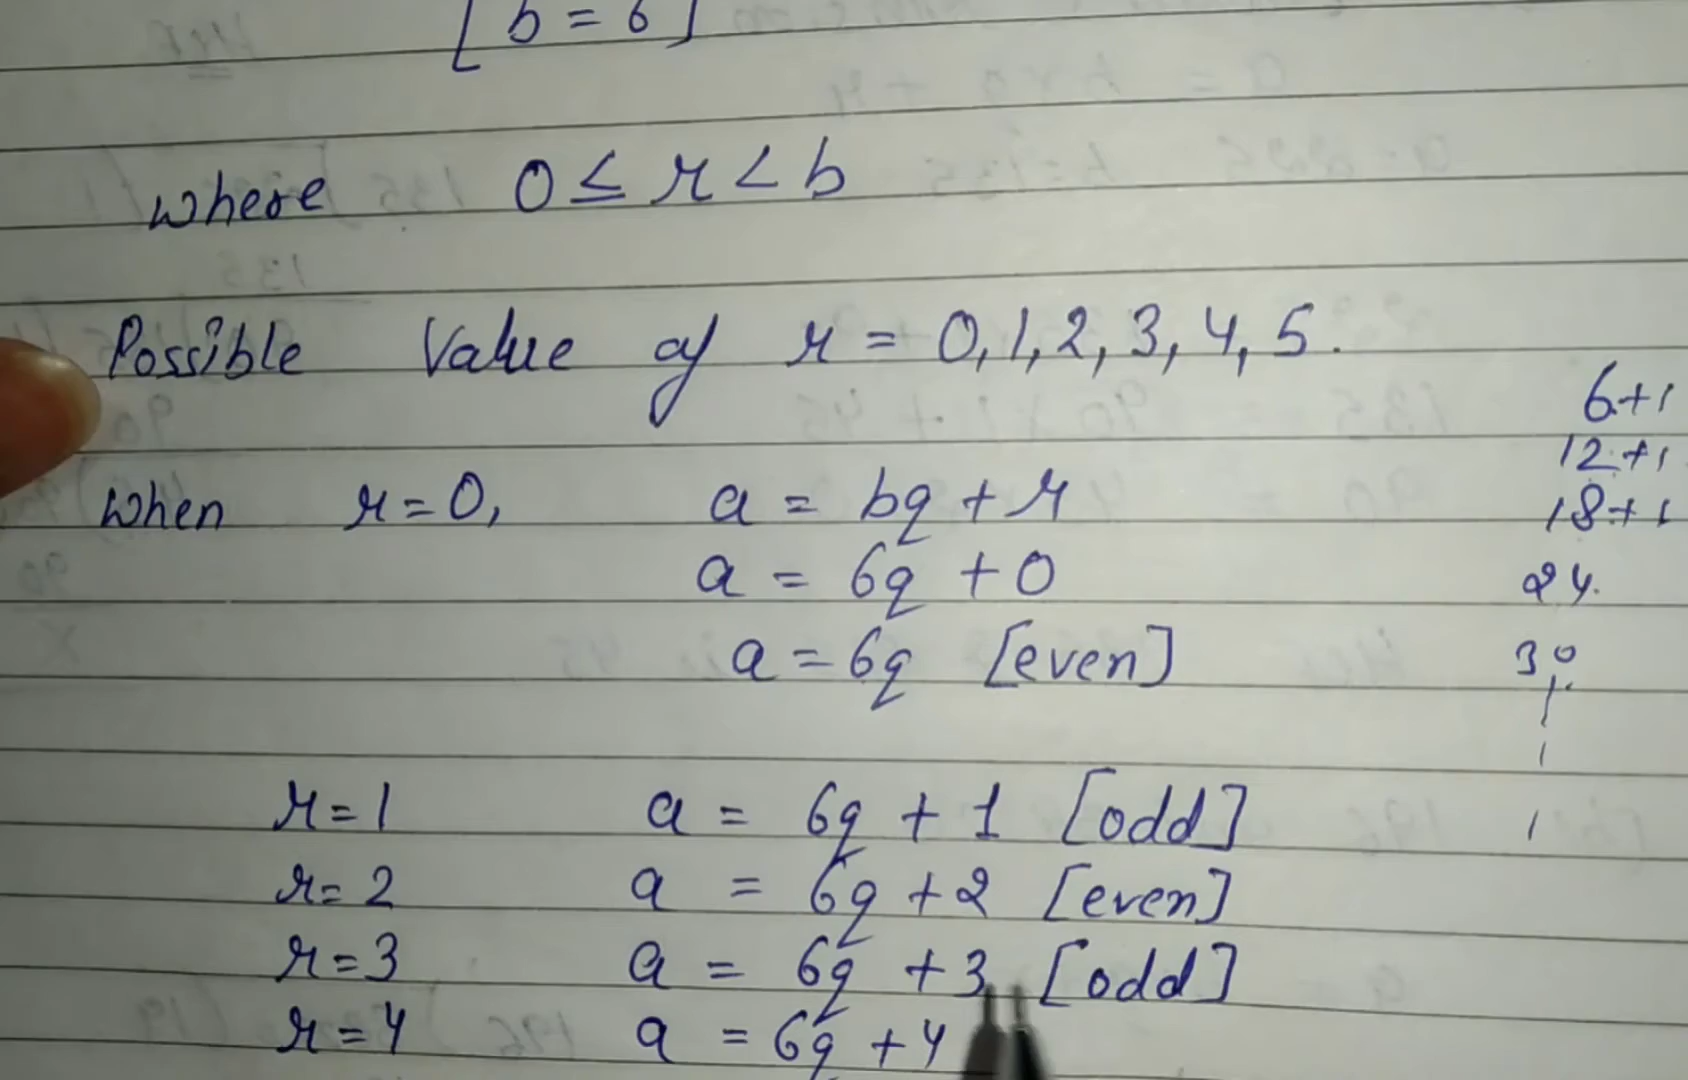 [b = 6]
where 0 ≤ r < b
Possible Value of r = 0, 1, 2, 3, 4, 5.
6+1
12+1
When r = 0, a = bq + r
18+1
a = 6q + 0
24.
a = 6q [even]
30
r = 1 a = 6q + 1 [odd]
r = 2 a = 6q + 2 [even]
r = 3 a = 6q + 3 [odd]
r = 4 a = 6q + 4